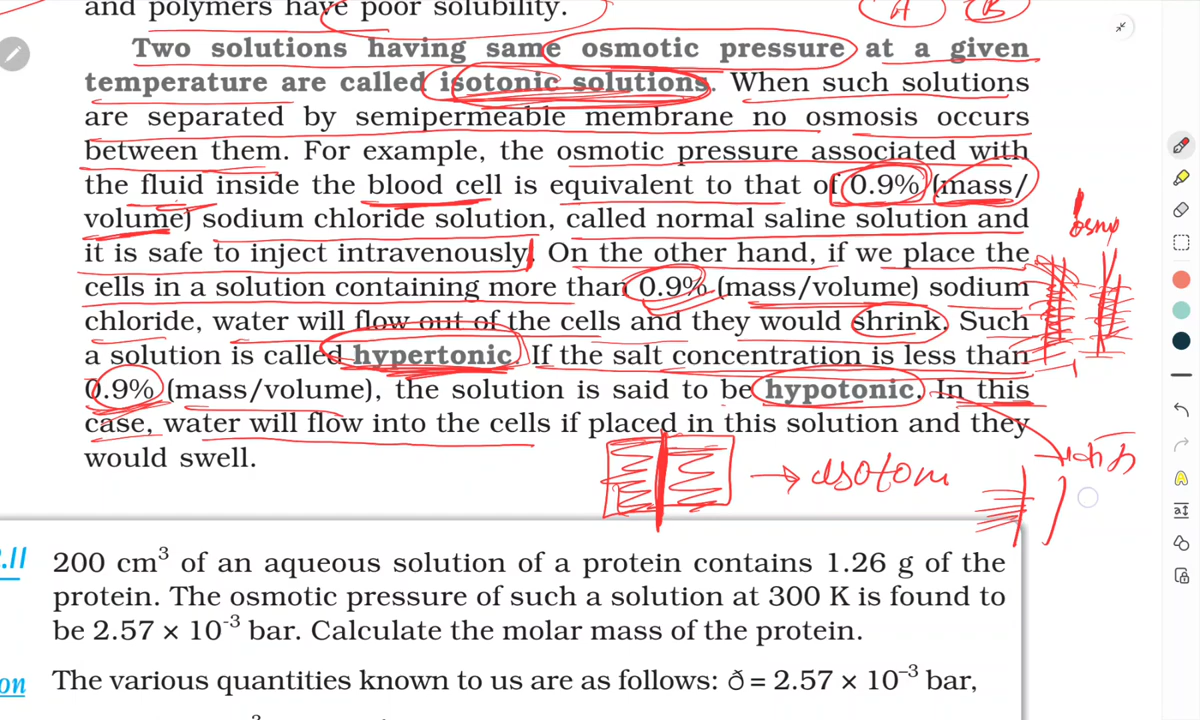 and polymers have poor solubility.
A B
Two solutions having same osmotic pressure at a given
temperature are called isotonic solutions. When such solutions
are separated by semipermeable membrane no osmosis occurs
between them. For example, the osmotic pressure associated with
the fluid inside the blood cell is equivalent to that of 0.9% (mass/
volume) sodium chloride solution, called normal saline solution and
it is safe to inject intravenously. On the other hand, if we place the
cells in a solution containing more than 0.9% (mass/volume) sodium
chloride, water will flow out of the cells and they would shrink. Such
a solution is called hypertonic. If the salt concentration is less than
0.9% (mass/volume), the solution is said to be hypotonic. In this
case, water will flow into the cells if placed in this solution and they
would swell.
.11
200 cm³ of an aqueous solution of a protein contains 1.26 g of the
protein. The osmotic pressure of such a solution at 300 K is found to
be 2.57 × 10⁻³ bar. Calculate the molar mass of the protein.
on
The various quantities known to us are as follows: ð = 2.57 × 10⁻³ bar,